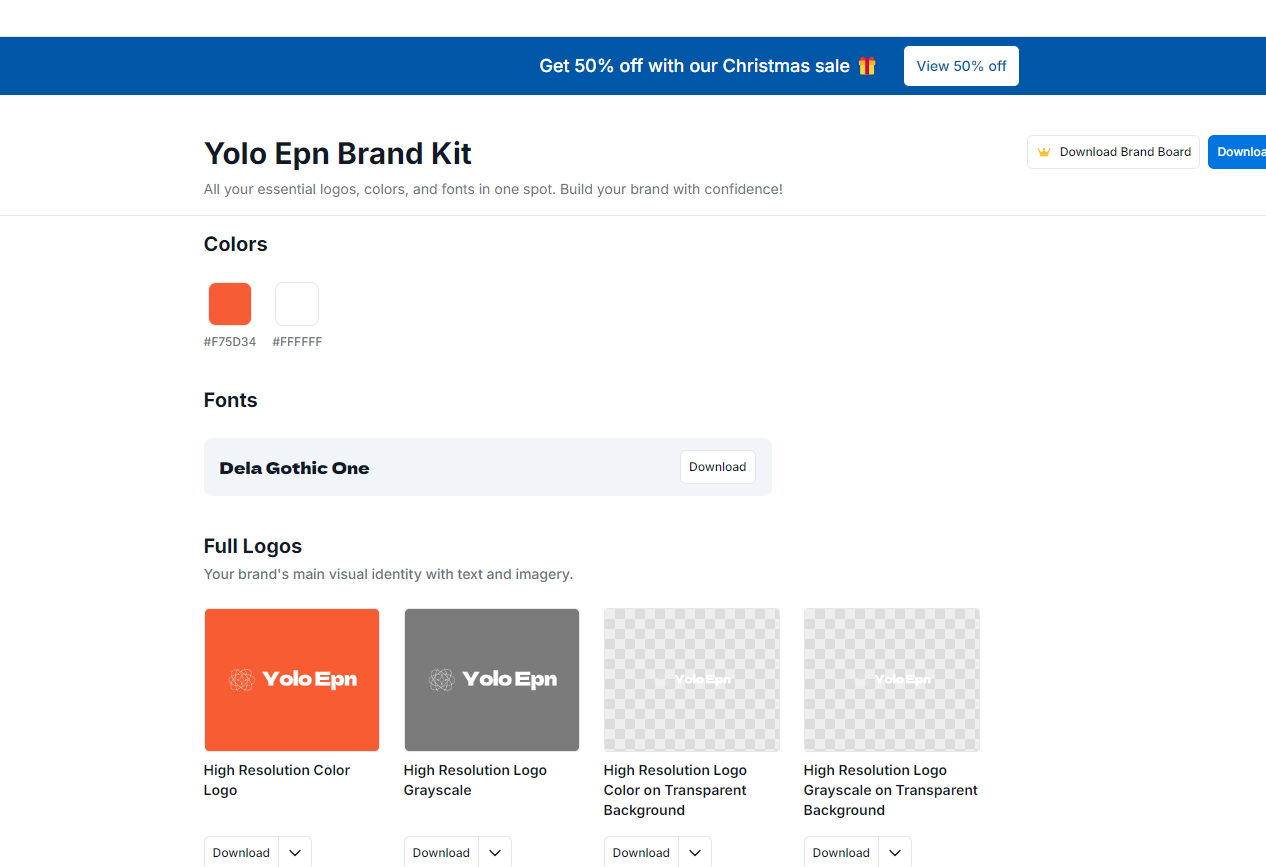 Get 50% off with our Christmas sale
View 50% off
Yolo Epn Brand Kit
Download Brand Board
All your essential logos, colors, and fonts in one spot. Build your brand with confidence!
Colors
#F75D34 #FFFFFF
Fonts
Dela Gothic One
Download
Full Logos
Your brand's main visual identity with text and imagery.
Yolo Epn
Yolo Epn
Yolo Epn
Yolo Epn
High Resolution Color
Logo
High Resolution Logo
Grayscale
High Resolution Logo
Color on Transparent
Background
High Resolution Logo
Grayscale on Transparent
Background
Download
Download
Download
Download